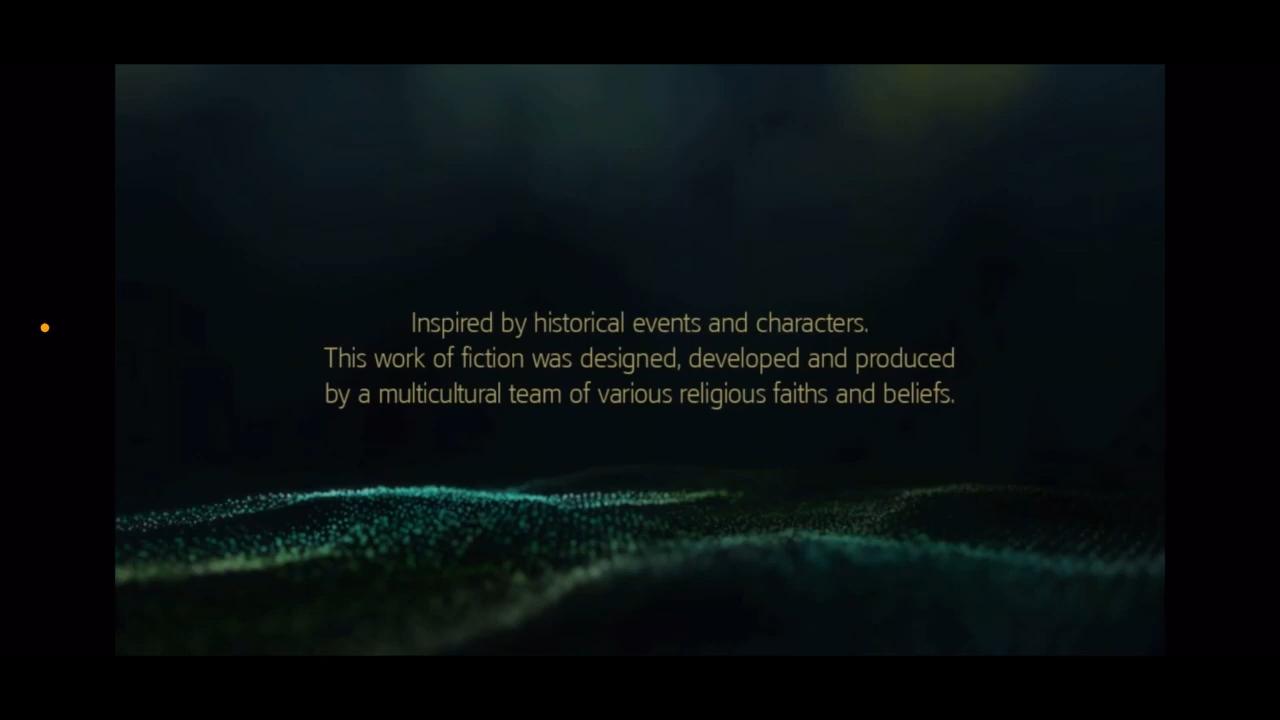 Inspired by historical events and characters.
This work of fiction was designed, developed and produced
by a multicultural team of various religious faiths and beliefs.